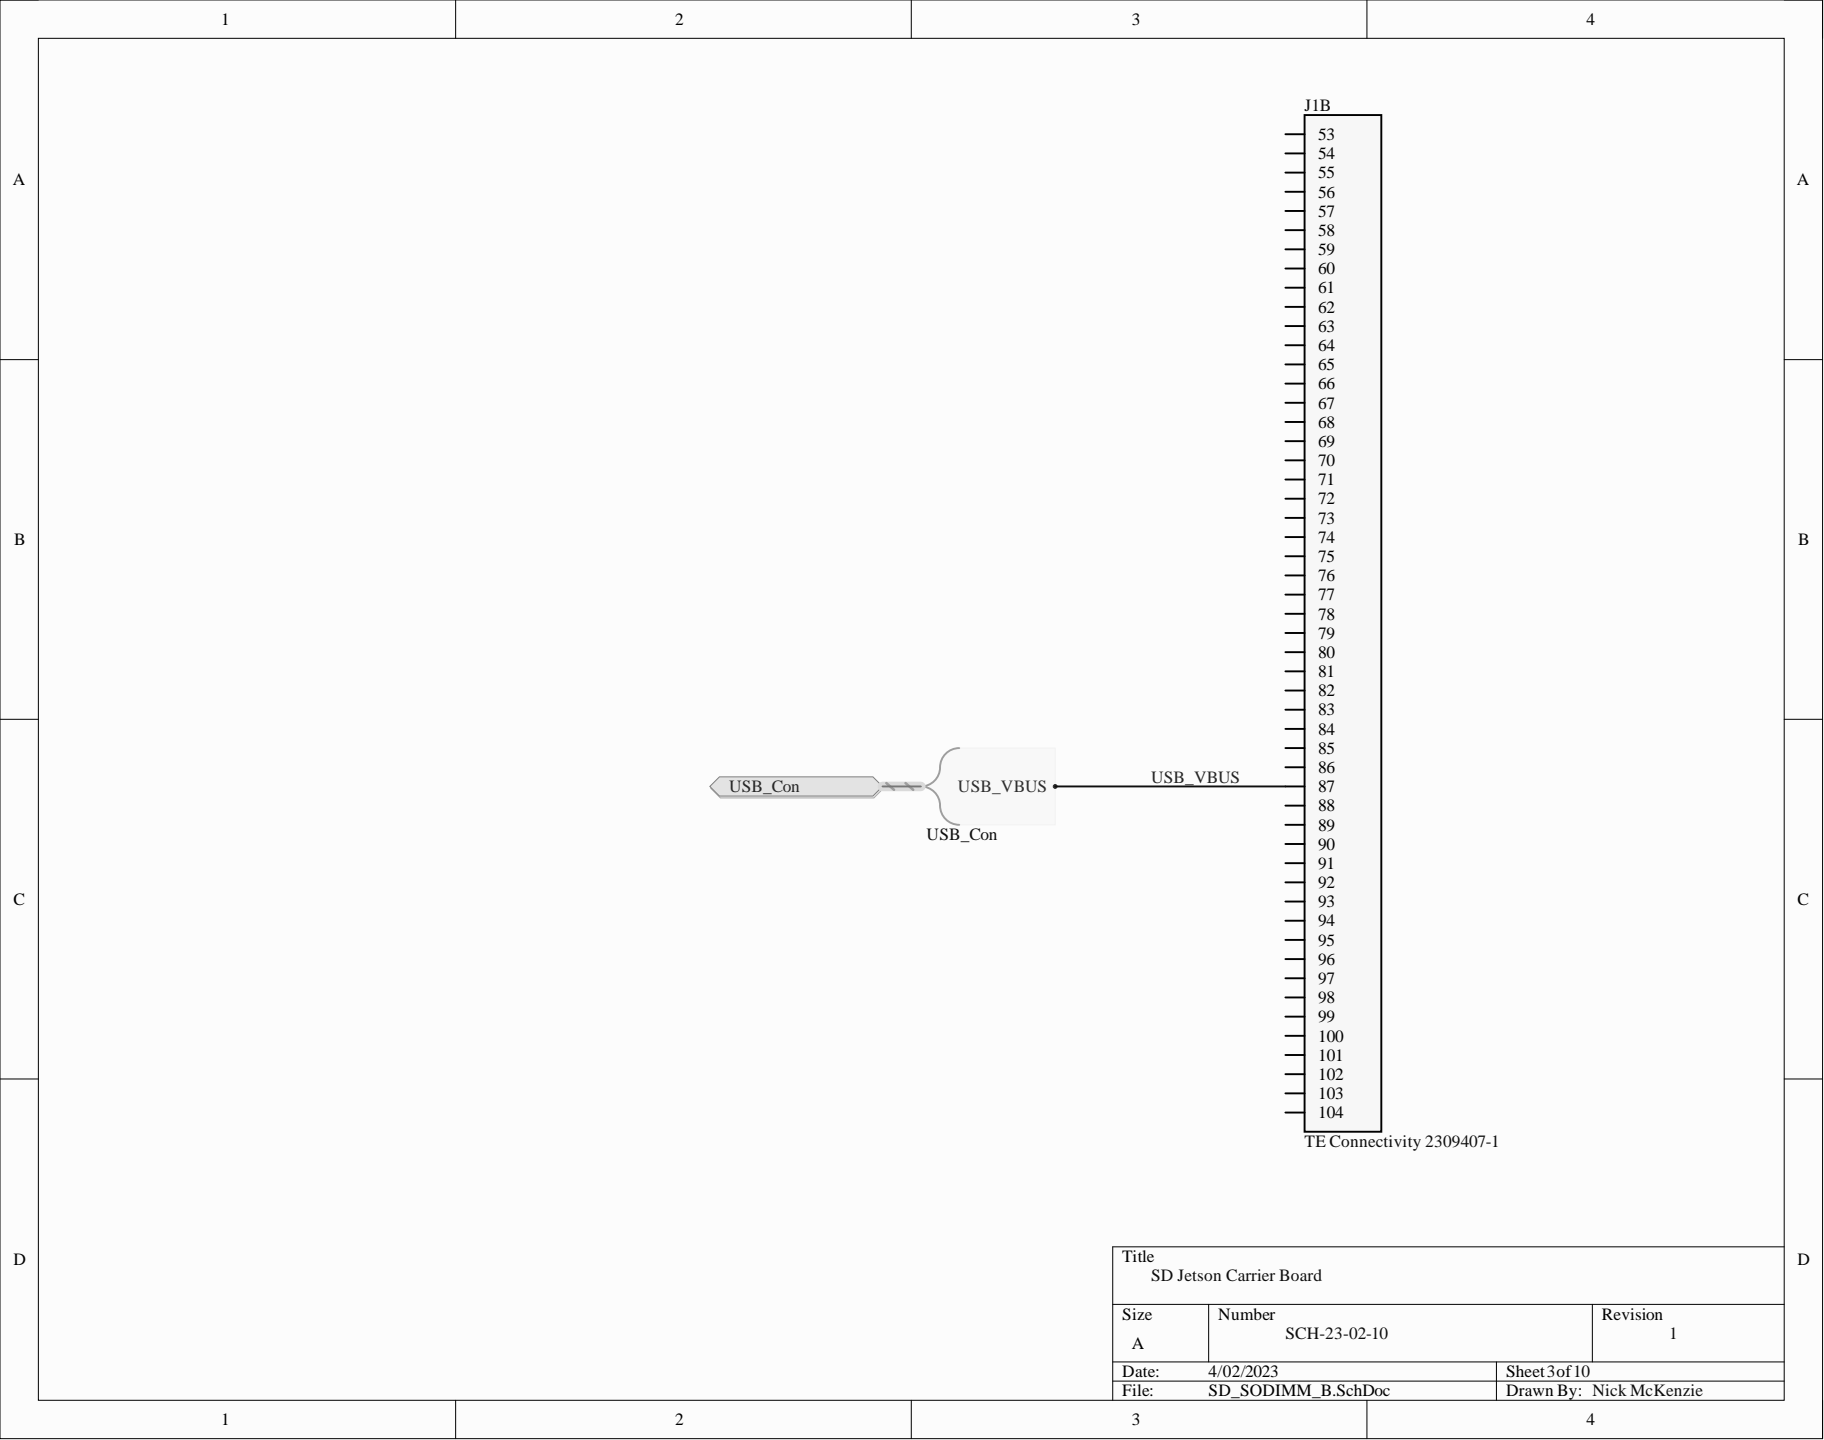 1 2 3 4
A A
B B
C C
D D
J1B
53
54
55
56
57
58
59
60
61
62
63
64
65
66
67
68
69
70
71
72
73
74
75
76
77
78
79
80
81
82
83
84
85
86
87
88
89
90
91
92
93
94
95
96
97
98
99
100
101
102
103
104
TE Connectivity 2309407-1
USB_Con
USB_VBUS
USB_Con
USB_VBUS
Title
SD Jetson Carrier Board
Size Number Revision
A SCH-23-02-10 1
Date: 4/02/2023 Sheet 3 of 10
File: SD_SODIMM_B.SchDoc Drawn By: Nick McKenzie
1 2 3 4